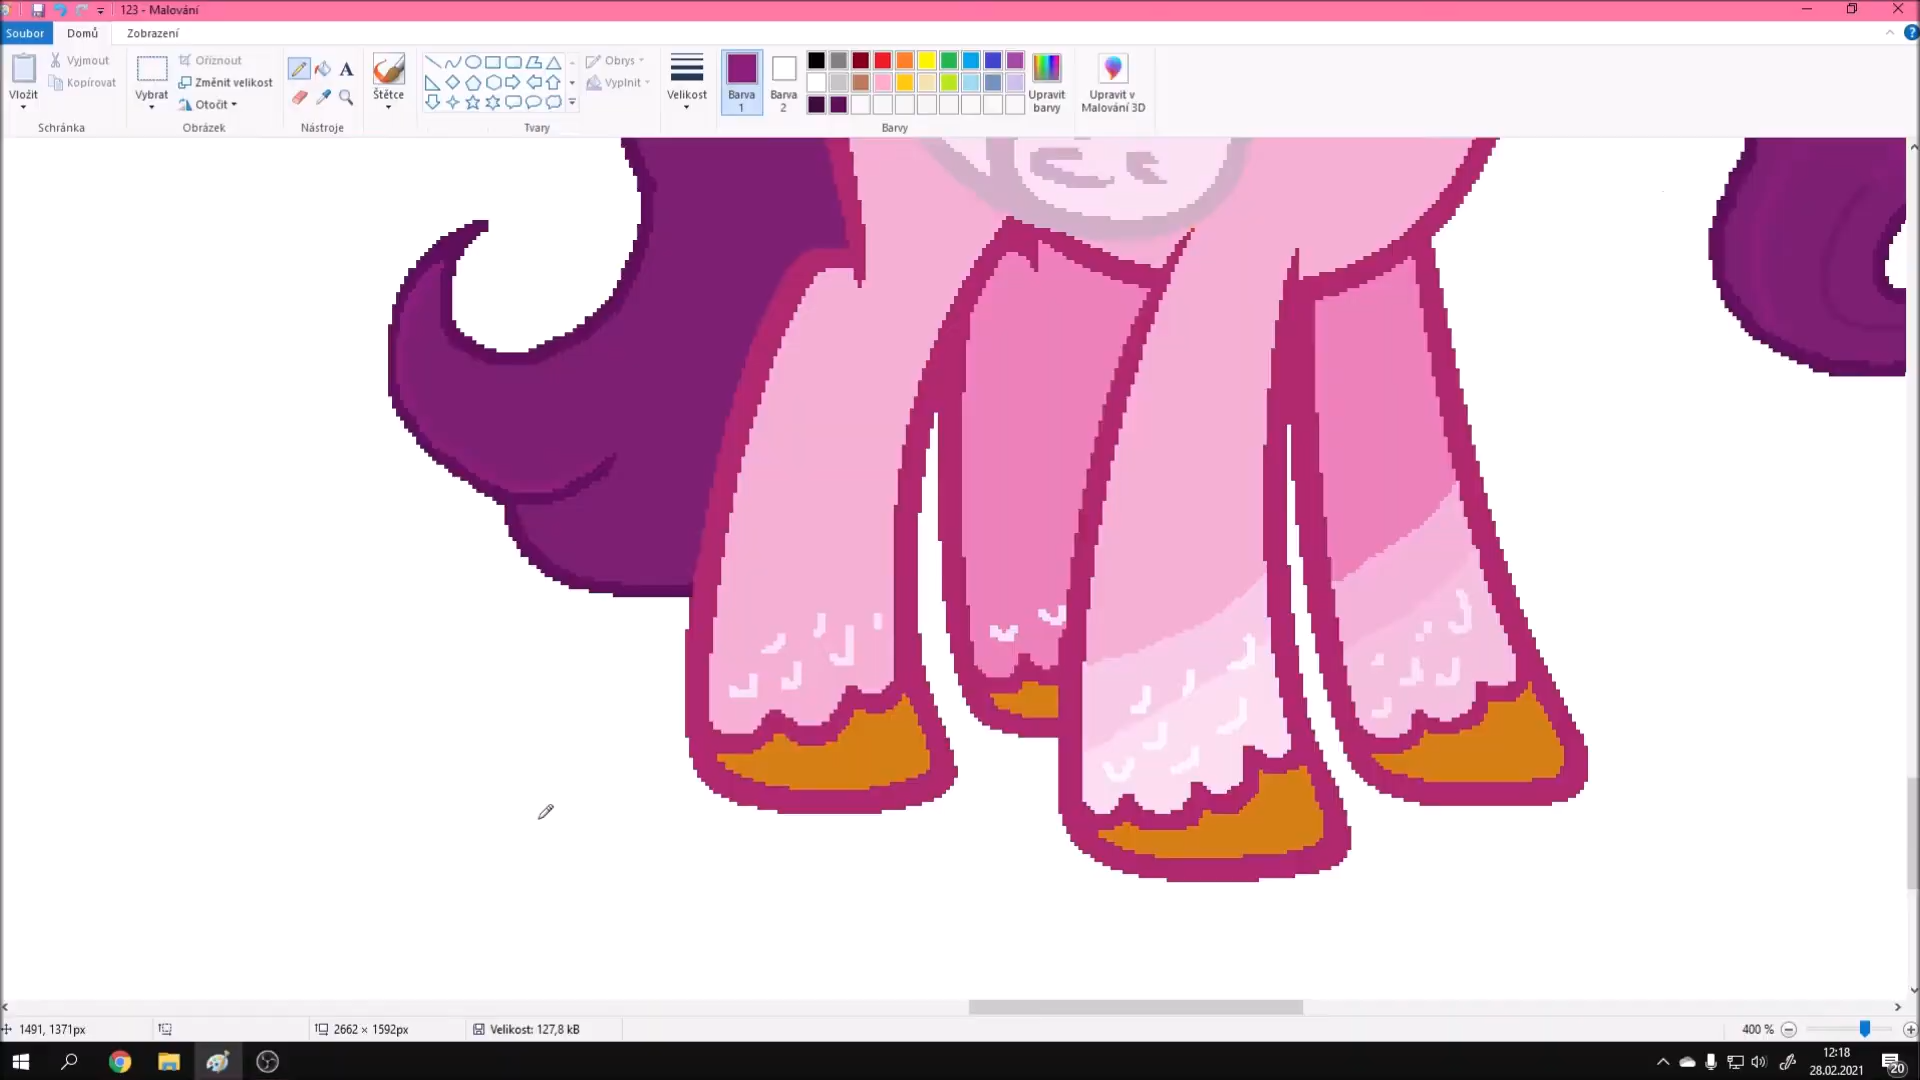 123 - Malování
Soubor Domů Zobrazení
Vložit
Vyjmout
Kopírovat
Schránka
Vybrat
Oříznout
Změnit velikost
Otočit
Obrázek
A
Nástroje
Štětce
Obrys
Vyplnit
Tvary
Velikost
Barva
1
Barva
2
Upravit
barvy
Barvy
Upravit v
Malování 3D
1491, 1371px
2662 × 1592px
Velikost: 127,8 kB
400 %
12:18
28.02.2021
20